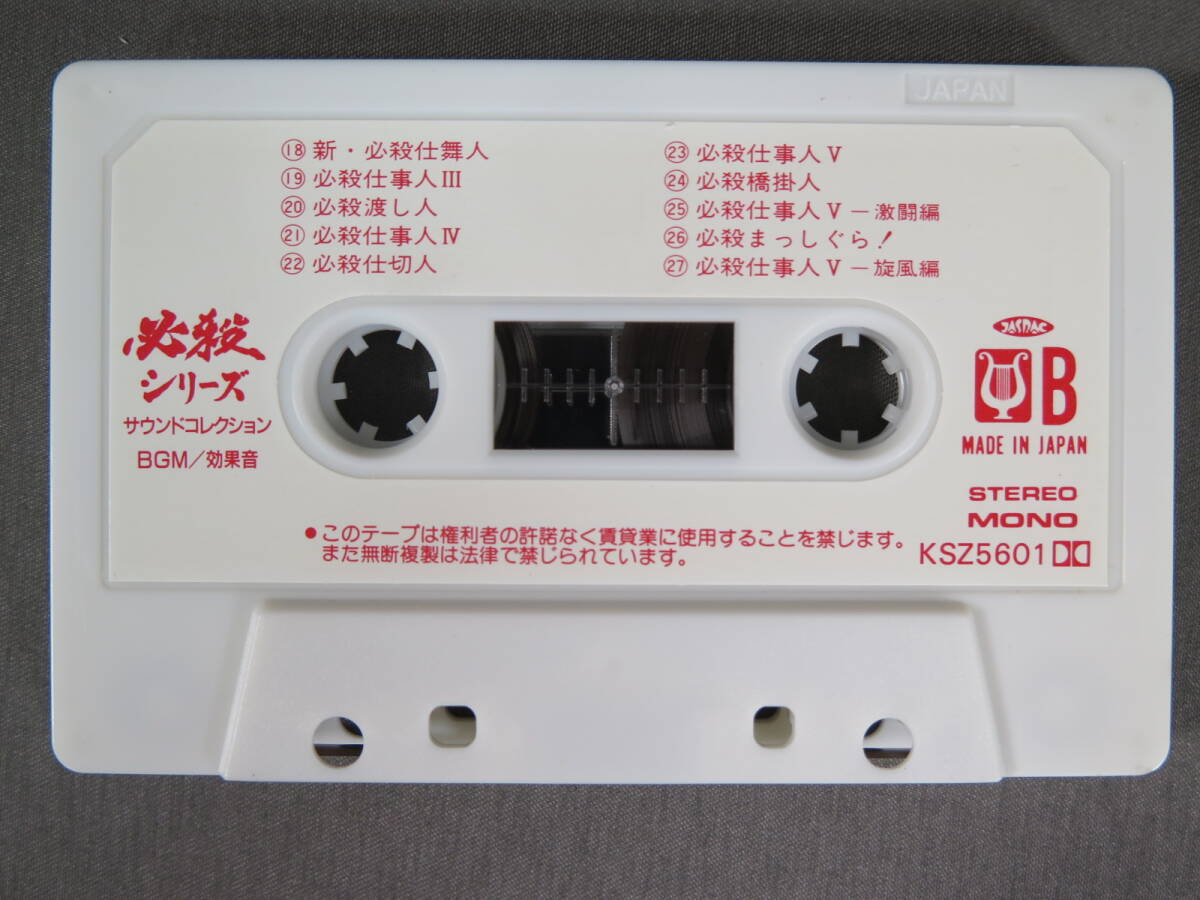 JAPAN
⑱ 新・必殺仕舞人
⑲ 必殺仕事人Ⅲ
⑳ 必殺渡し人
㉑ 必殺仕事人Ⅳ
㉒ 必殺仕切人
㉓ 必殺仕事人Ⅴ
㉔ 必殺橋掛人
㉕ 必殺仕事人Ⅴ－激闘編
㉖ 必殺まっしぐら！
㉗ 必殺仕事人Ⅴ－旋風編
必殺
シリーズ
サウンドコレクション
BGM／効果音
JASRAC
B
MADE IN JAPAN
STEREO
MONO
KSZ5601
●このテープは権利者の許諾なく賃貸業に使用することを禁じます。
また無断複製は法律で禁じられています。